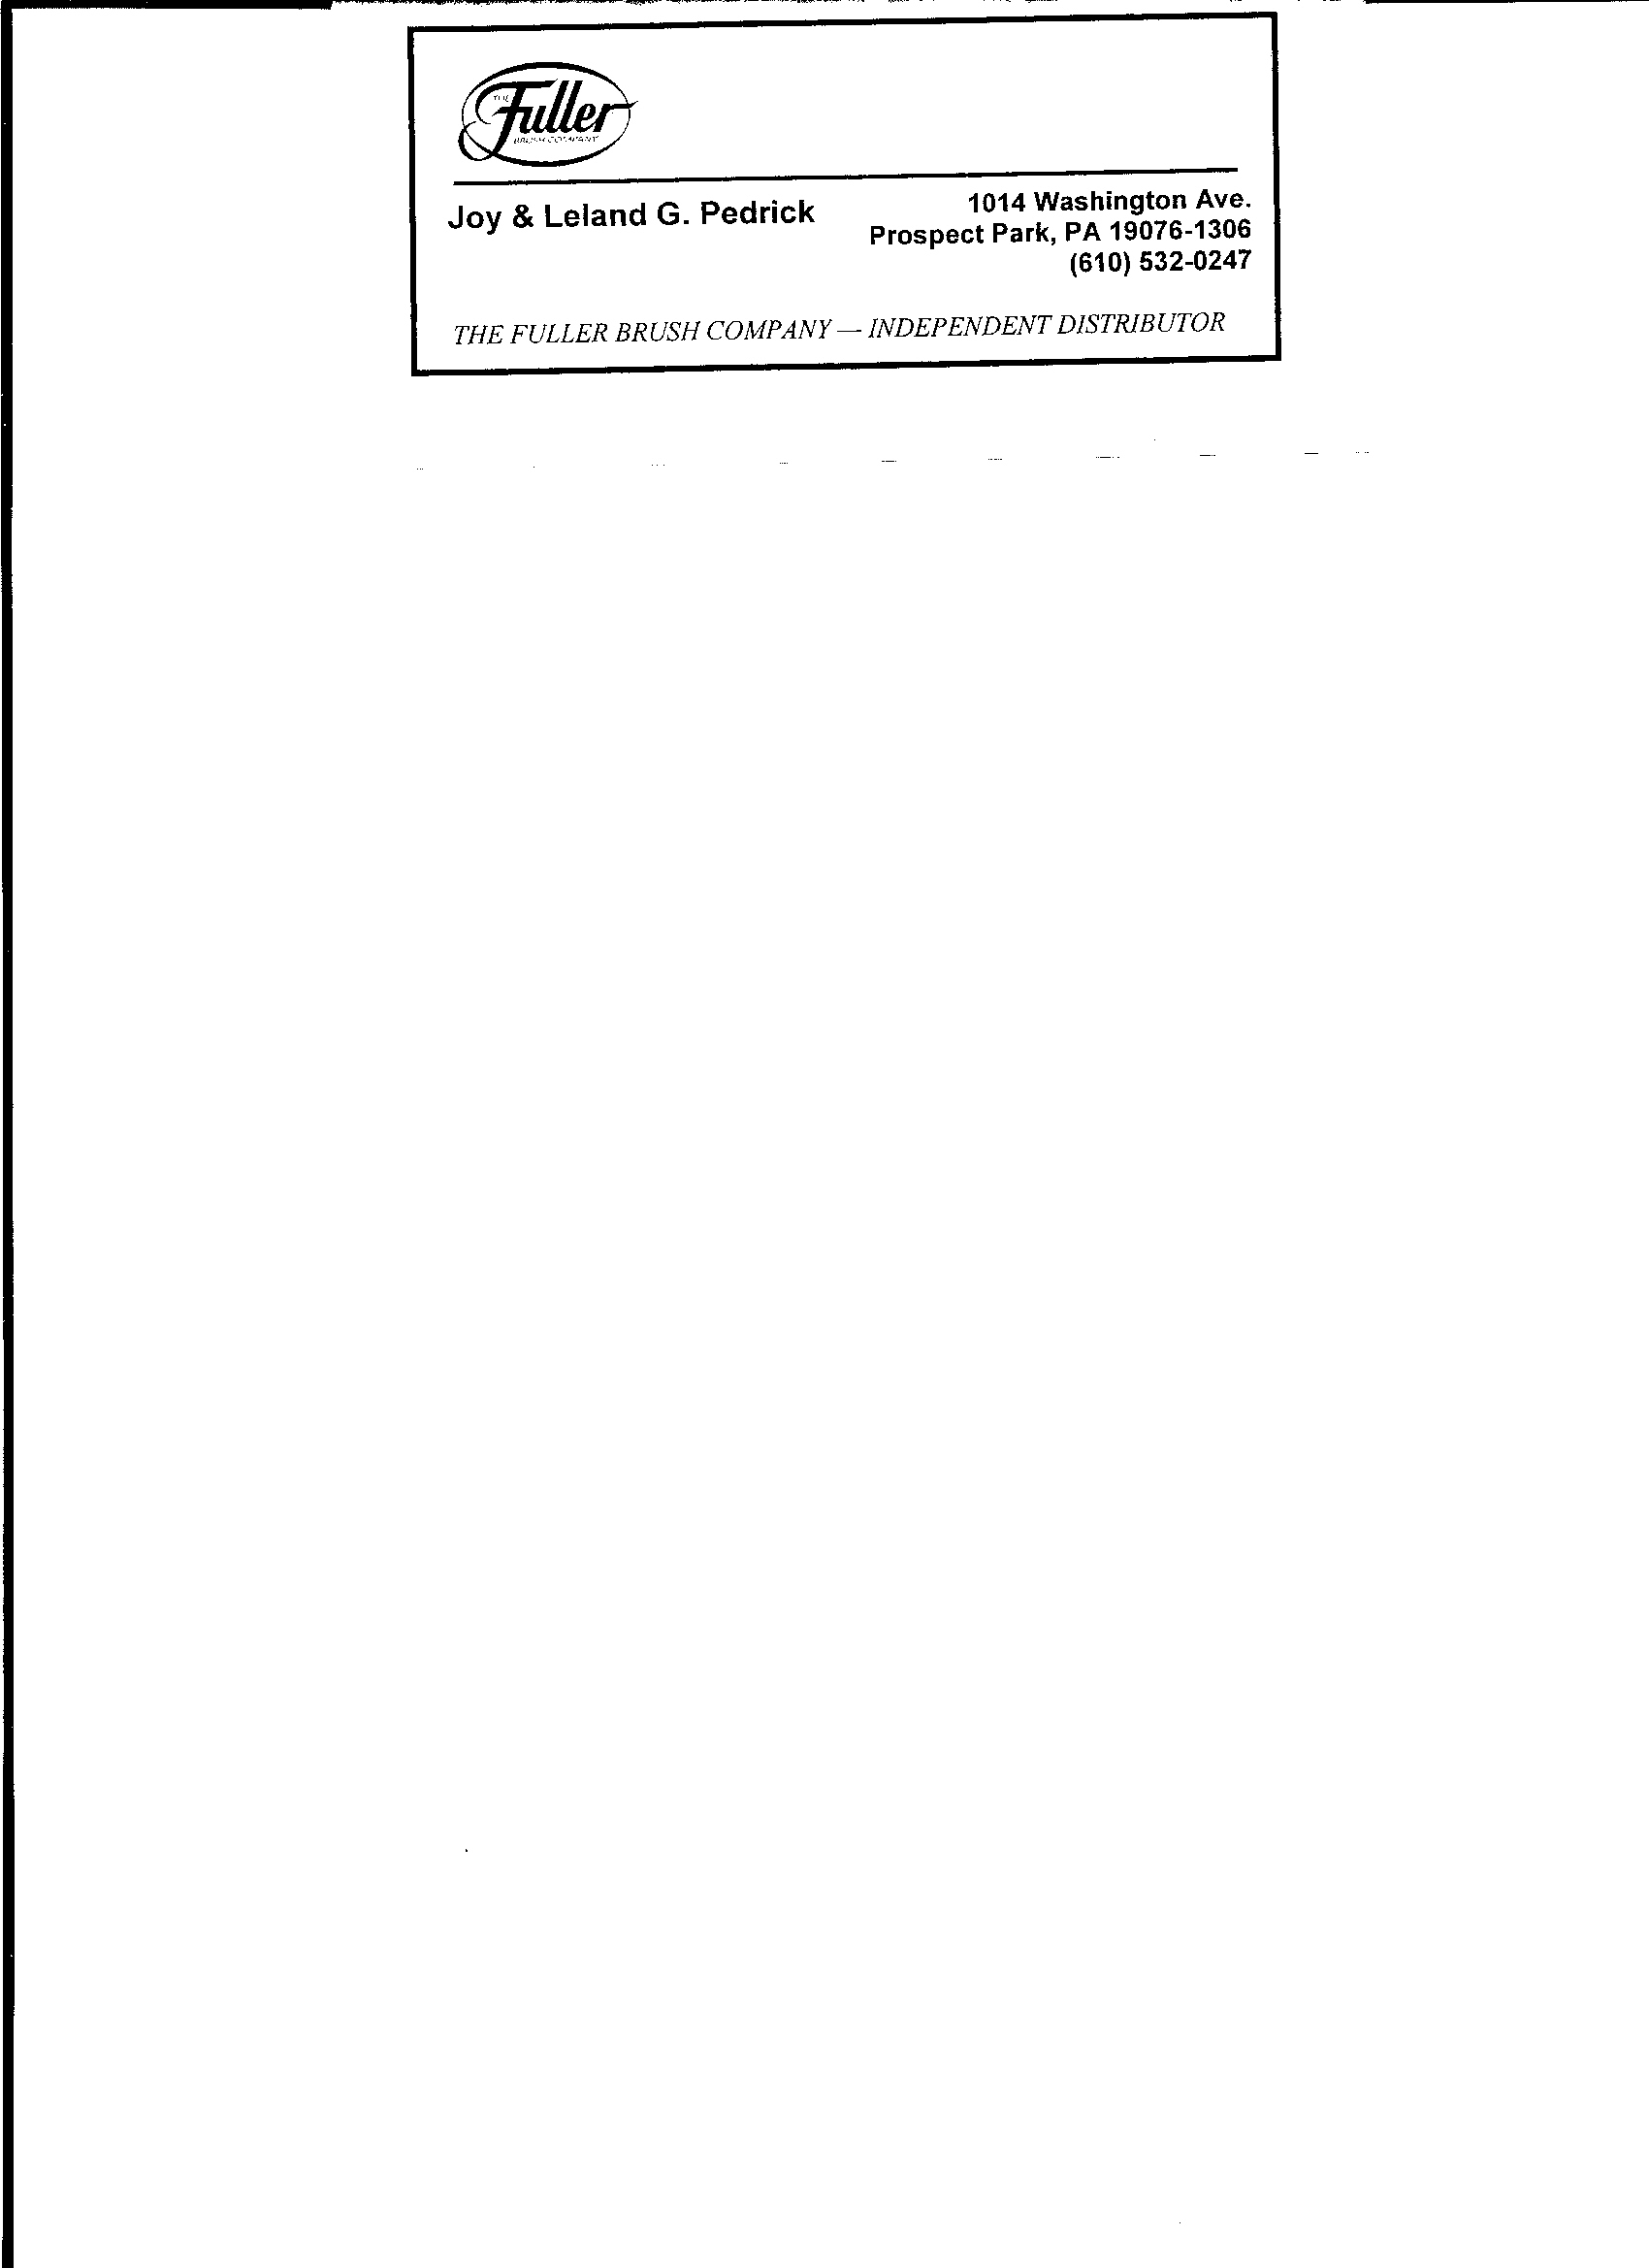 THE
Fuller
BRUSH COMPANY
Joy & Leland G. Pedrick
1014 Washington Ave.
Prospect Park, PA 19076-1306
(610) 532-0247
THE FULLER BRUSH COMPANY — INDEPENDENT DISTRIBUTOR